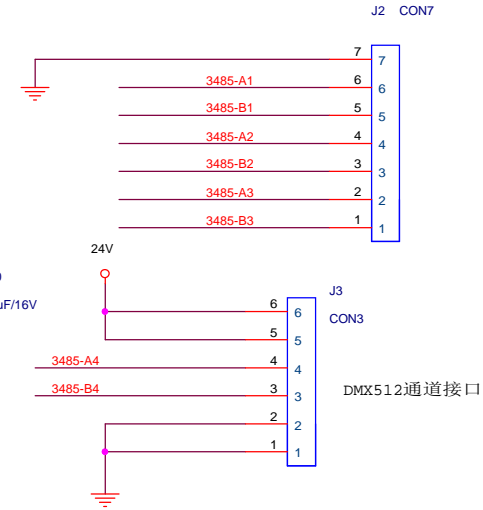 J2 CON7
7 7
3485-A1 6 6
3485-B1 5 5
3485-A2 4 4
3485-B2 3 3
3485-A3 2 2
3485-B3 1 1
24V
uF/16V
J3
CON3
6 6
5 5
3485-A4 4 4
3485-B4 3 3
DMX512通道接口
2 2
1 1